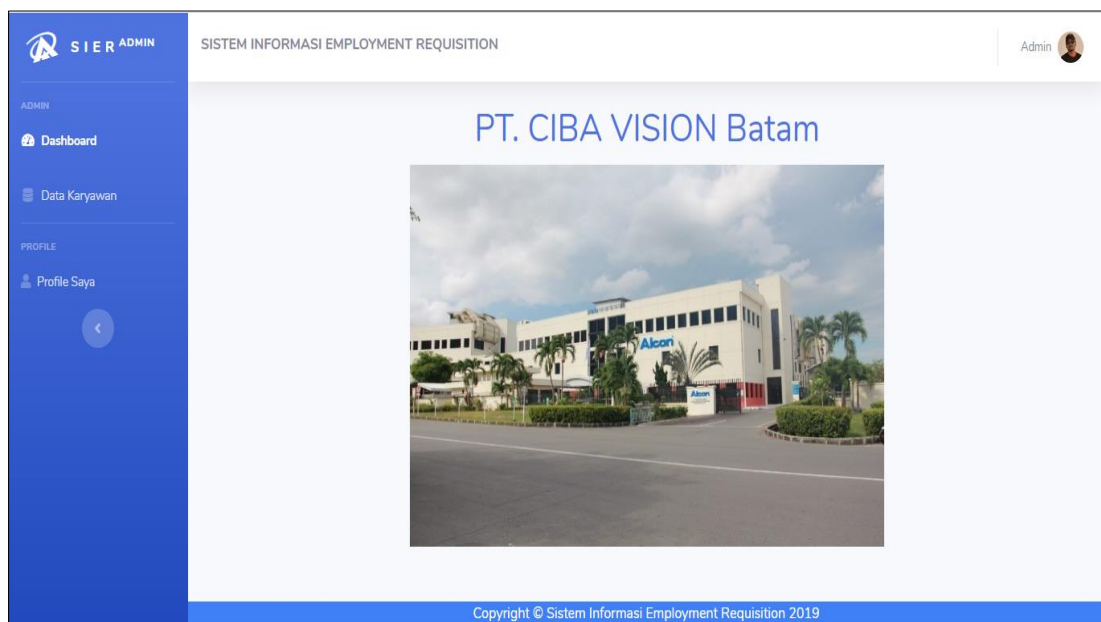 SIER ADMIN
SISTEM INFORMASI EMPLOYMENT REQUISITION
Admin
ADMIN
Dashboard
Data Karyawan
PROFILE
Profile Saya
PT. CIBA VISION Batam
Alcon
Alcon
Copyright © Sistem Informasi Employment Requisition 2019